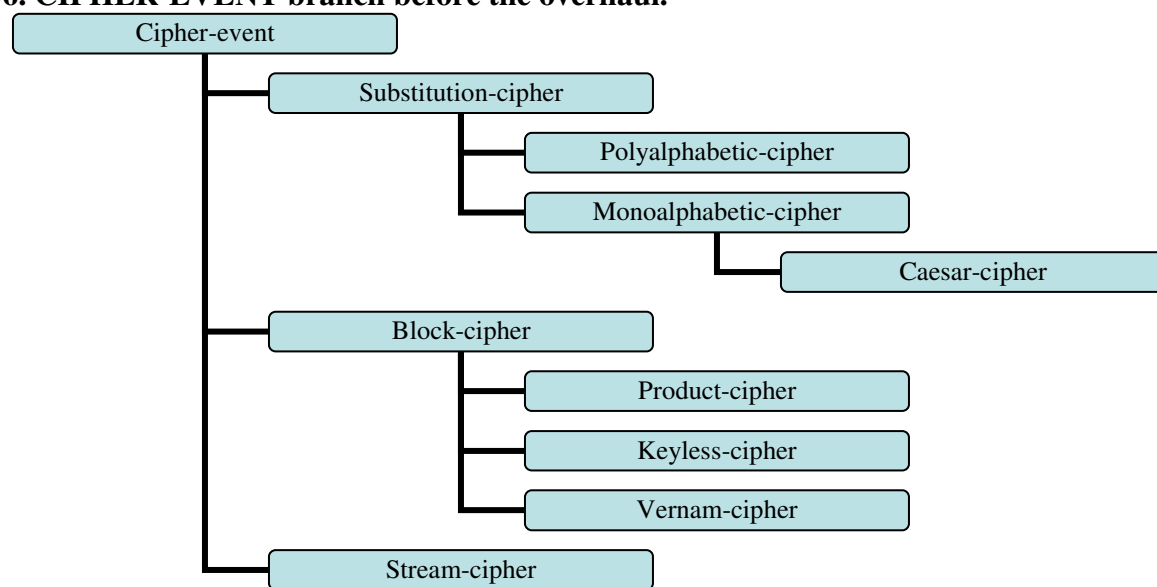 6. CIPHER-EVENT branch before the overhaul.
Cipher-event
Substitution-cipher
Polyalphabetic-cipher
Monoalphabetic-cipher
Caesar-cipher
Block-cipher
Product-cipher
Keyless-cipher
Vernam-cipher
Stream-cipher